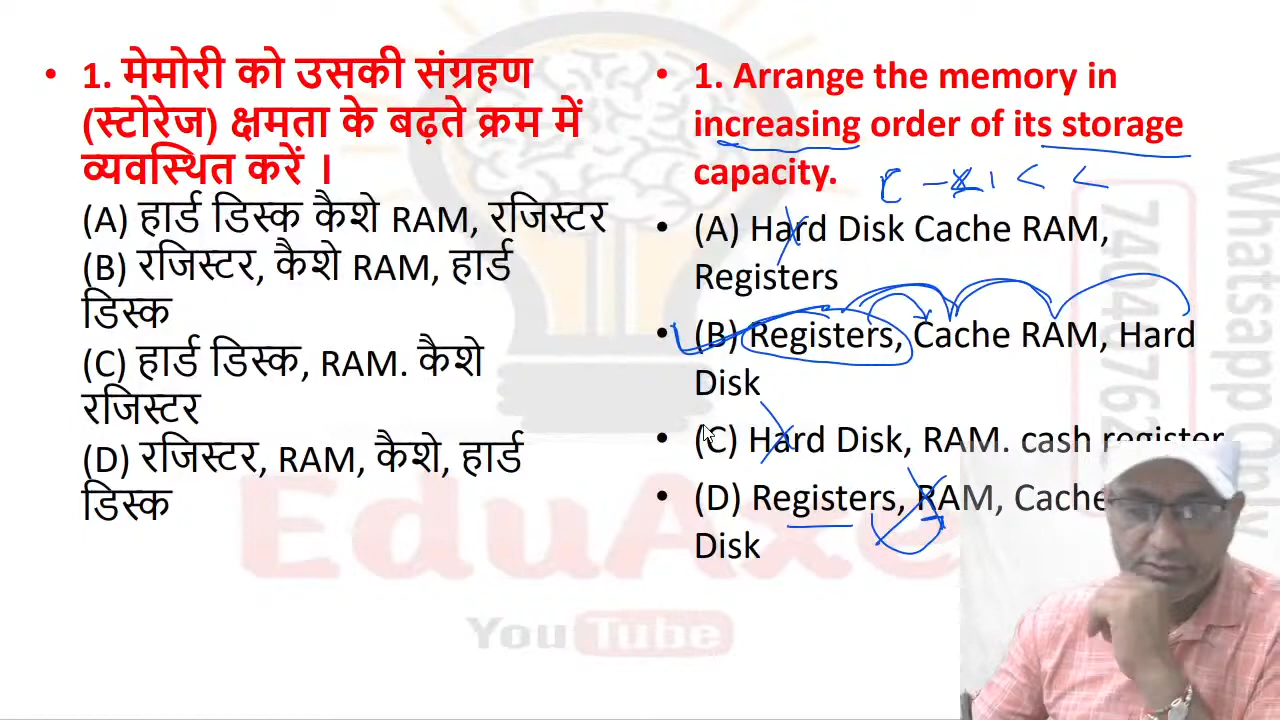 • 1. मेमोरी को उसकी संग्रहण
(स्टोरेज) क्षमता के बढ़ते क्रम में
व्यवस्थित करें ।
(A) हार्ड डिस्क कैशे RAM, रजिस्टर
(B) रजिस्टर, कैशे RAM, हार्ड
डिस्क
(C) हार्ड डिस्क, RAM. कैशे
रजिस्टर
(D) रजिस्टर, RAM, कैशे, हार्ड
डिस्क
• 1. Arrange the memory in
increasing order of its storage
capacity.
• (A) Hard Disk Cache RAM,
Registers
• (B) Registers, Cache RAM, Hard
Disk
• (C) Hard Disk, RAM. cash register
• (D) Registers, RAM, Cache
Disk
EduAxe
YouTube
Whatsapp Only